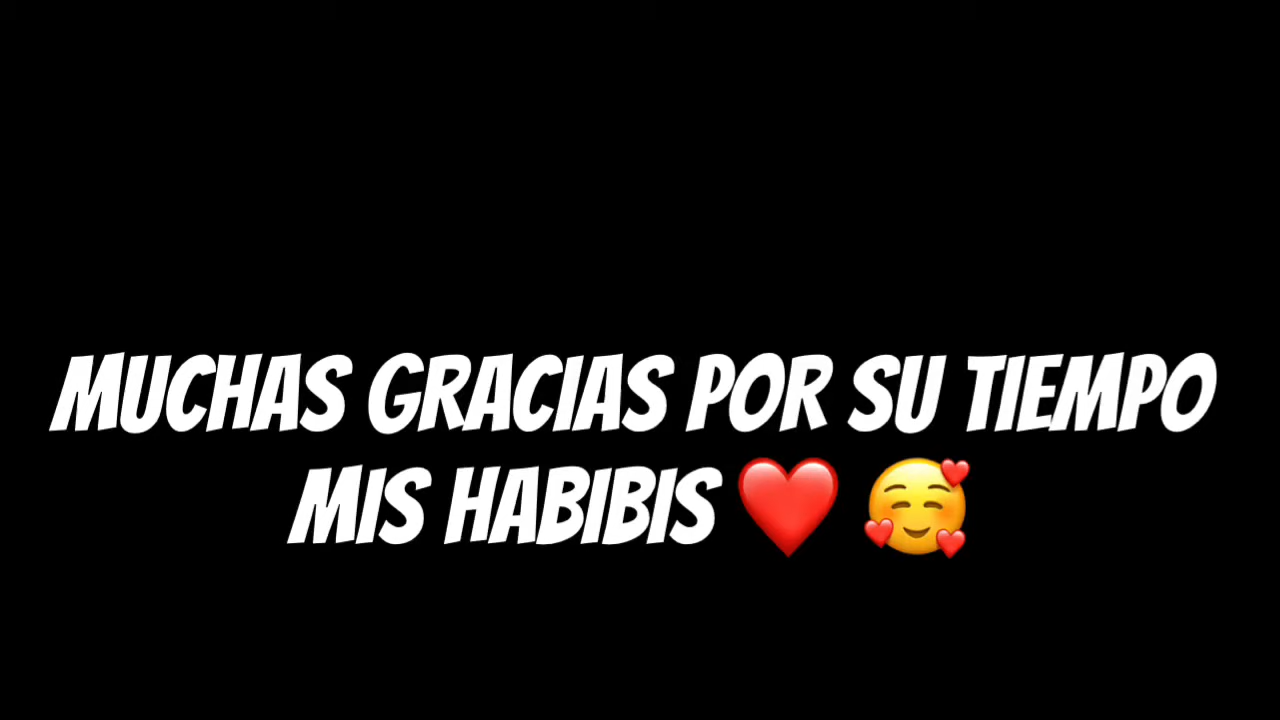 MUCHAS GRACIAS POR SU TIEMPO
MIS HABIBIS ❤️ 🥰